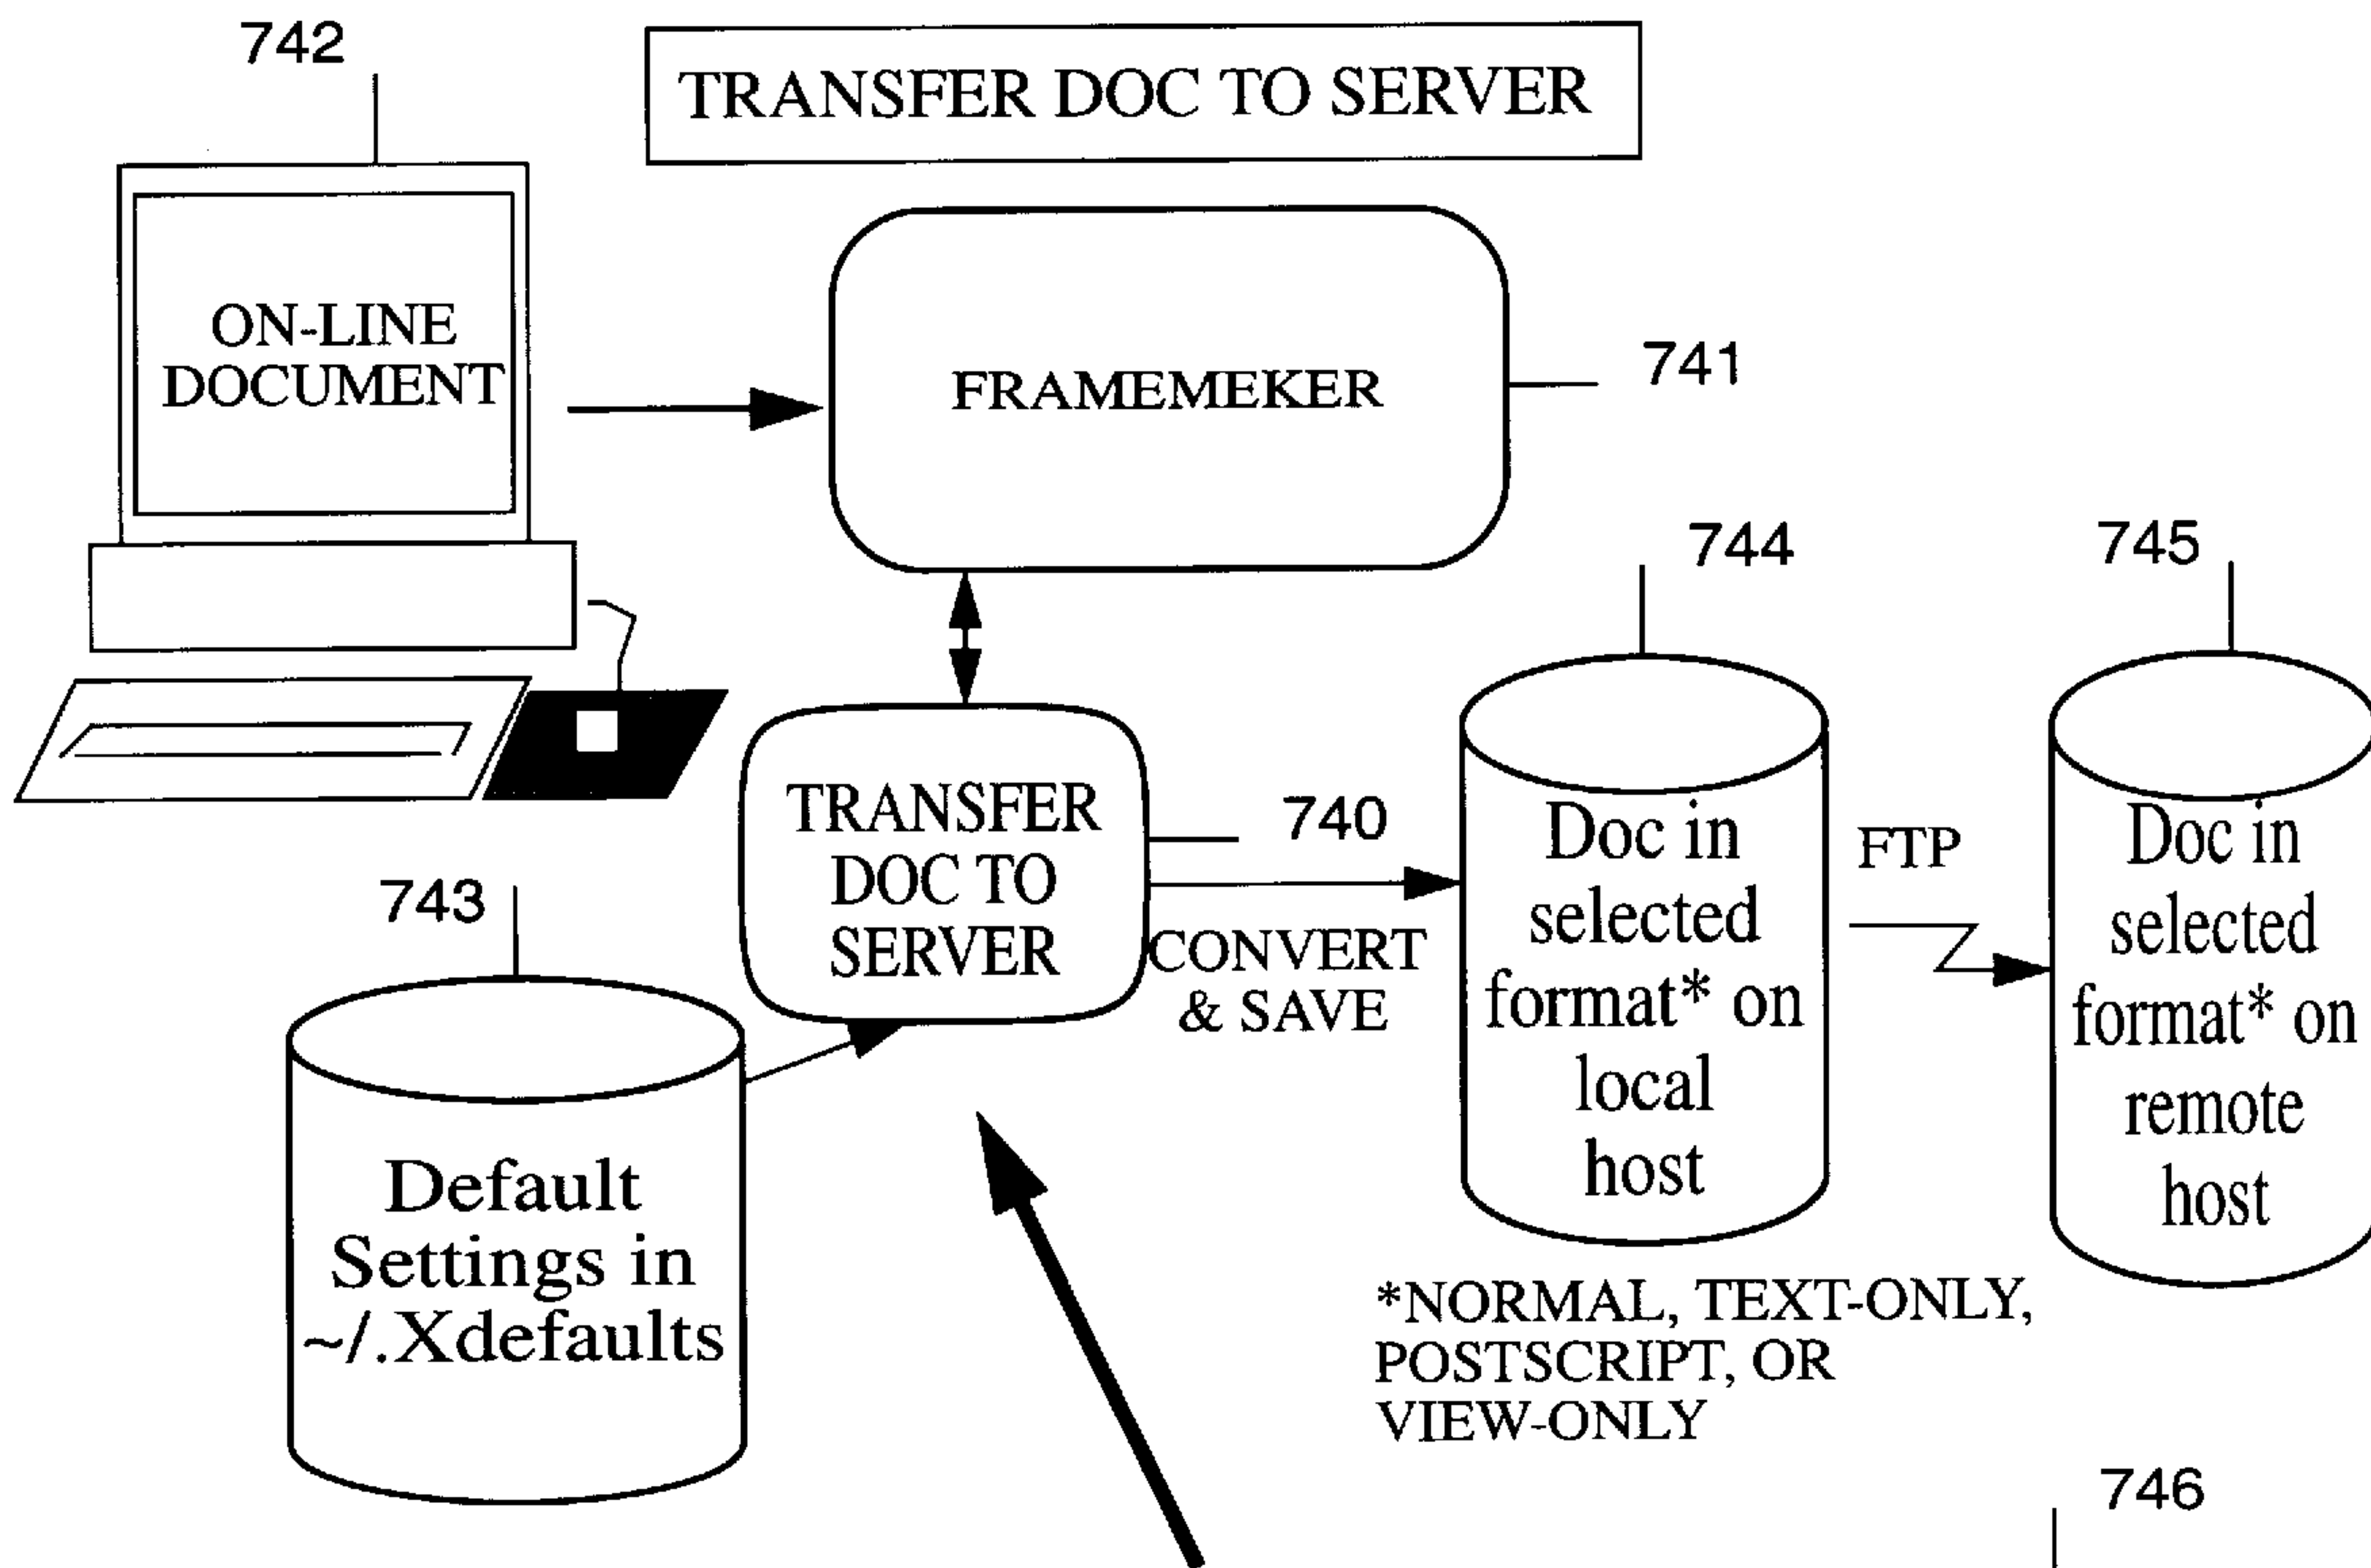 742
TRANSFER DOC TO SERVER
ON-LINE
DOCUMENT
FRAMEMEKER
741
744
745
TRANSFER
DOC TO
SERVER
740
CONVERT
& SAVE
743
Default
Settings in
~/.Xdefaults
Doc in
selected
format* on
local
host
FTP
Doc in
selected
format* on
remote
host
*NORMAL, TEXT-ONLY,
POSTSCRIPT, OR
VIEW-ONLY
746